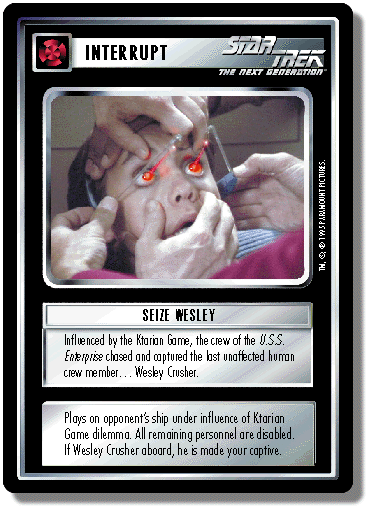 INTERRUPT
STAR TREK
THE NEXT GENERATION™
TM, ©, ® 1995 PARAMOUNT PICTURES.
SEIZE WESLEY
Influenced by the Ktarian Game, the crew of the U.S.S.
Enterprise chased and captured the last unaffected human
crew member. . . Wesley Crusher.
Plays on opponent's ship under influence of Ktarian
Game dilemma. All remaining personnel are disabled.
If Wesley Crusher aboard, he is made your captive.